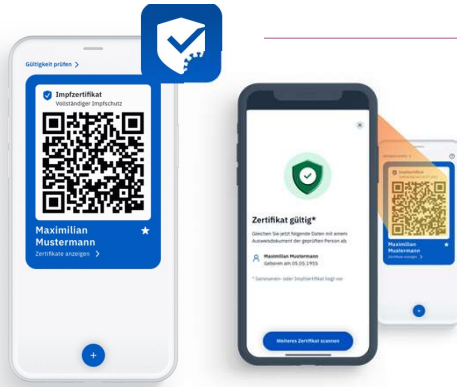 Gültigkeit prüfen
Impfzertifikat
Vollständiger Impfschutz
Maximilian
Mustermann
Zertifikate anzeigen
Zertifikat gültig*
Gleichen Sie jetzt folgende Daten mit einem
Ausweisdokument der geprüften Person ab
Maximilian Mustermann
Geboren am 05.05.1955
* Genesenen- oder Impfzertifikat liegt vor
Weiteres Zertifikat scannen
Impfzertifikat
Maximilian
Mustermann
Zertifikate anzeigen